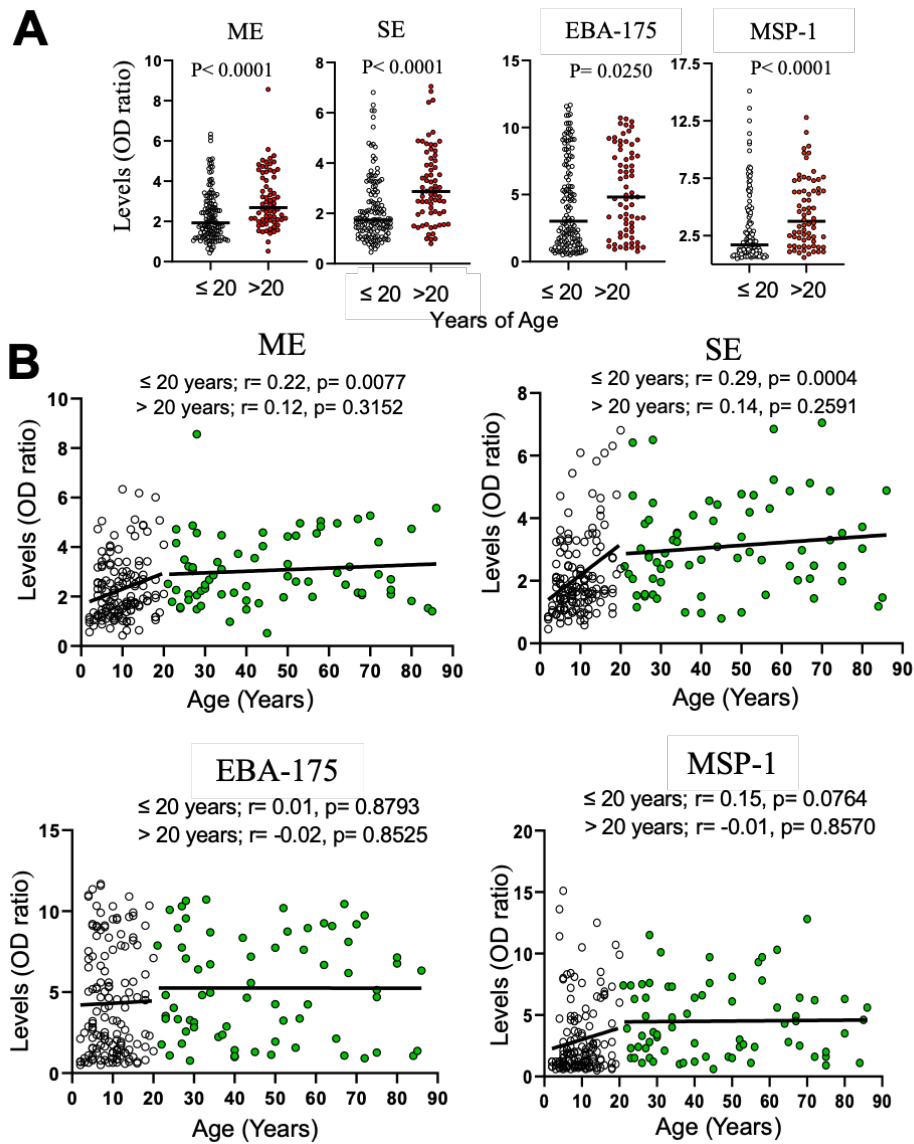 A
ME SE EBA-175 MSP-1
Levels (OD ratio)
P< 0.0001
10
8
6
4
2
0
≤ 20 >20
P< 0.0001
8
6
4
2
0
≤ 20 >20
P= 0.0250
15
10
5
0
≤ 20 >20
P< 0.0001
17.5
12.5
7.5
2.5
≤ 20 >20
Years of Age
B
ME
≤ 20 years; r= 0.22, p= 0.0077
> 20 years; r= 0.12, p= 0.3152
Levels (OD ratio)
10
8
6
4
2
0
0 10 20 30 40 50 60 70 80 90
Age (Years)
SE
≤ 20 years; r= 0.29, p= 0.0004
> 20 years; r= 0.14, p= 0.2591
Levels (OD ratio)
8
6
4
2
0
0 10 20 30 40 50 60 70 80 90
Age (Years)
EBA-175
≤ 20 years; r= 0.01, p= 0.8793
> 20 years; r= -0.02, p= 0.8525
Levels (OD ratio)
15
10
5
0
0 10 20 30 40 50 60 70 80 90
Age (Years)
MSP-1
≤ 20 years; r= 0.15, p= 0.0764
> 20 years; r= -0.01, p= 0.8570
Levels (OD ratio)
20
15
10
5
0
0 10 20 30 40 50 60 70 80 90
Age (Years)